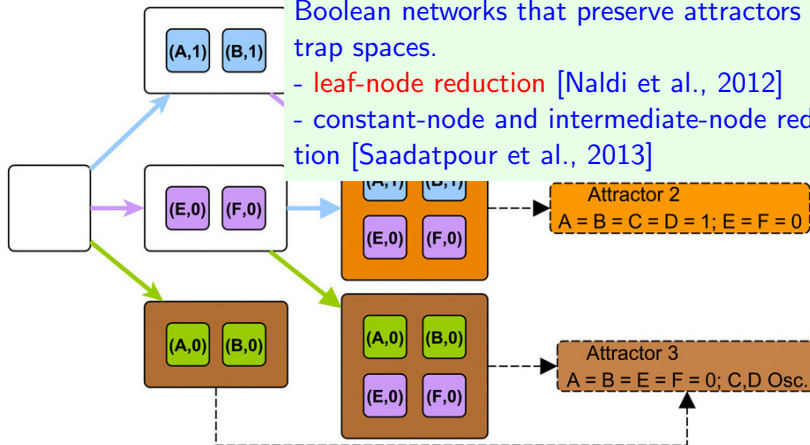 Boolean networks that preserve attractors
trap spaces.
- leaf-node reduction [Naldi et al., 2012]
- constant-node and intermediate-node red
tion [Saadatpour et al., 2013]
(A,1) (B,1)
(E,0) (F,0)
(A,1) (B,1)
(E,0) (F,0)
Attractor 2
A = B = C = D = 1; E = F = 0
(A,0) (B,0)
(A,0) (B,0)
(E,0) (F,0)
Attractor 3
A = B = E = F = 0; C,D Osc.